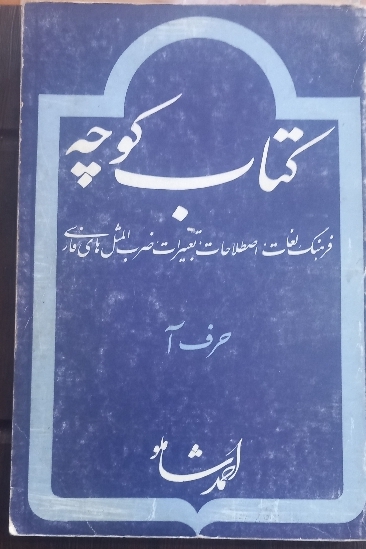 کتاب کوچه
فرهنگ لغات، اصطلاحات، تعبیرات، ضرب المثل های فارسی
حرف آ
احمد شاملو